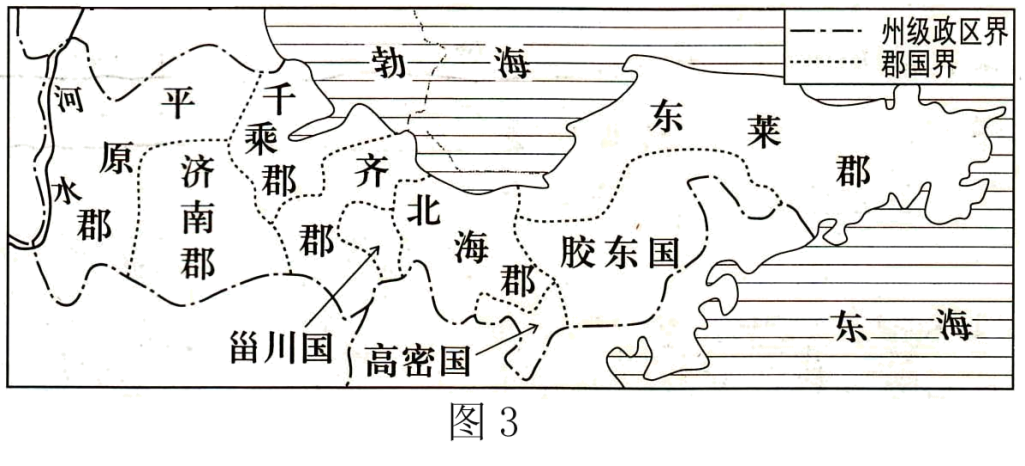 州级政区界
郡国界
勃海
河水
平原郡
济南郡
千乘郡
齐郡
北海郡
东莱郡
胶东国
甾川国
高密国
东海
图3